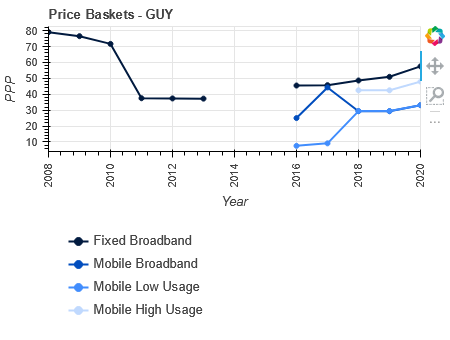 Price Baskets - GUY
80
70
60
50
40
30
20
10
PPP
2008
2010
2012
2014
2016
2018
2020
Year
Fixed Broadband
Mobile Broadband
Mobile Low Usage
Mobile High Usage